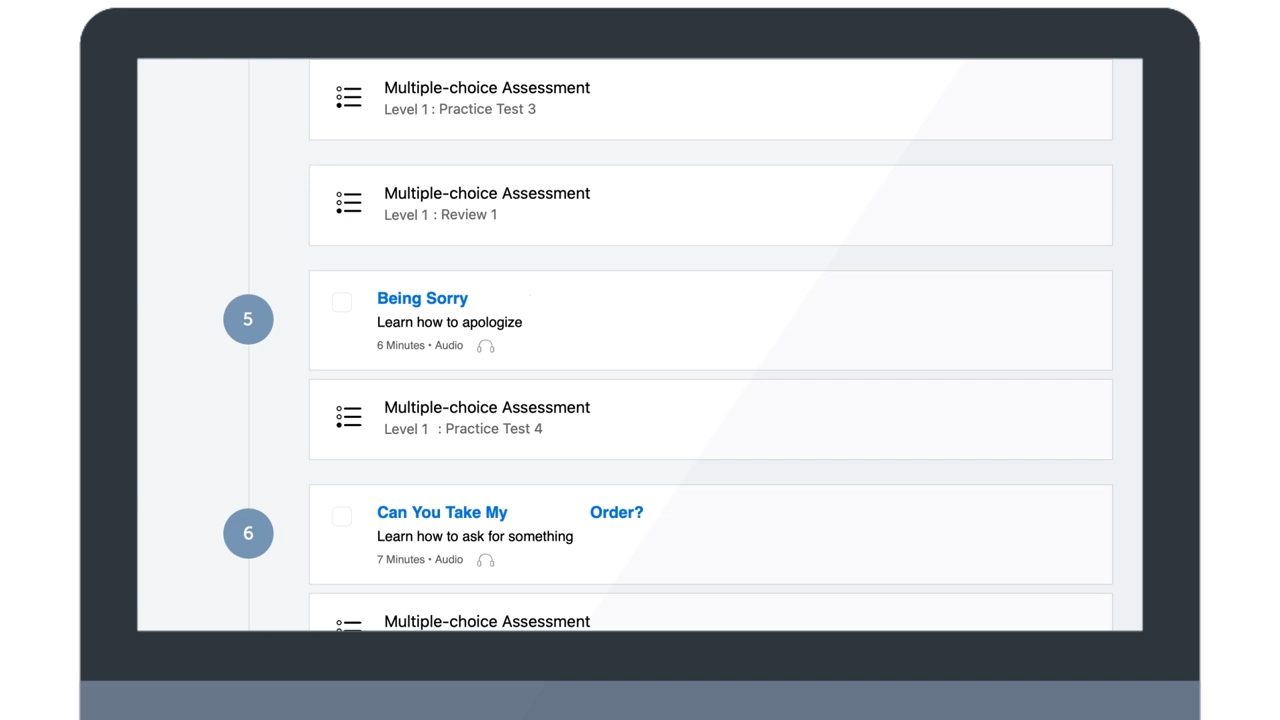 Multiple-choice Assessment
Level 1 : Practice Test 3
Multiple-choice Assessment
Level 1 : Review 1
5
Being Sorry
Learn how to apologize
6 Minutes • Audio
Multiple-choice Assessment
Level 1 : Practice Test 4
6
Can You Take My Order?
Learn how to ask for something
7 Minutes • Audio
Multiple-choice Assessment